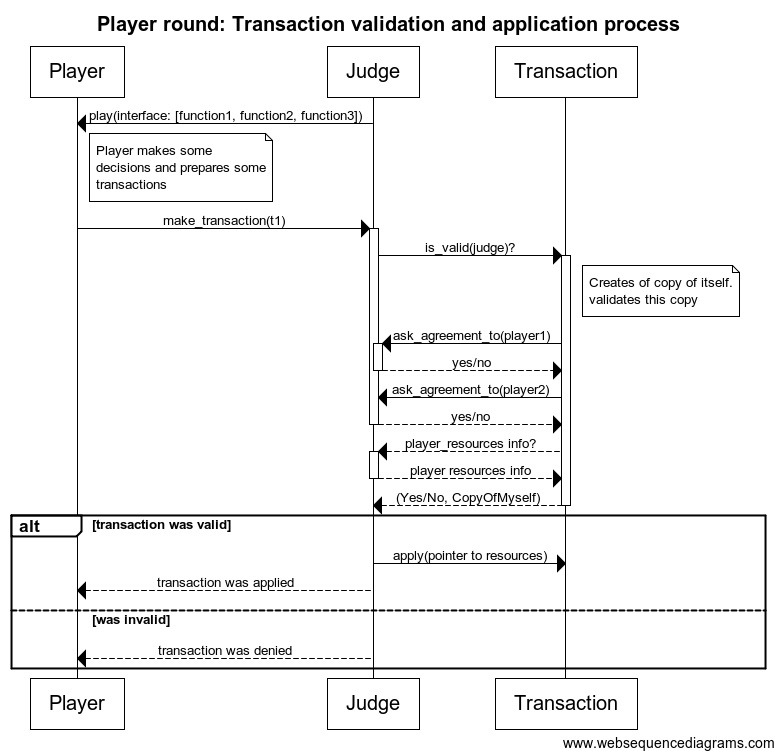 Player round: Transaction validation and application process
Player
Judge
Transaction
play(interface: [function1, function2, function3])
Player makes some
decisions and prepares some
transactions
make_transaction(t1)
is_valid(judge)?
Creates of copy of itself.
validates this copy
ask_agreement_to(player1)
yes/no
ask_agreement_to(player2)
yes/no
player_resources info?
player resources info
(Yes/No, CopyOfMyself)
alt
[transaction was valid]
apply(pointer to resources)
transaction was applied
[was invalid]
transaction was denied
Player
Judge
Transaction
www.websequencediagrams.com